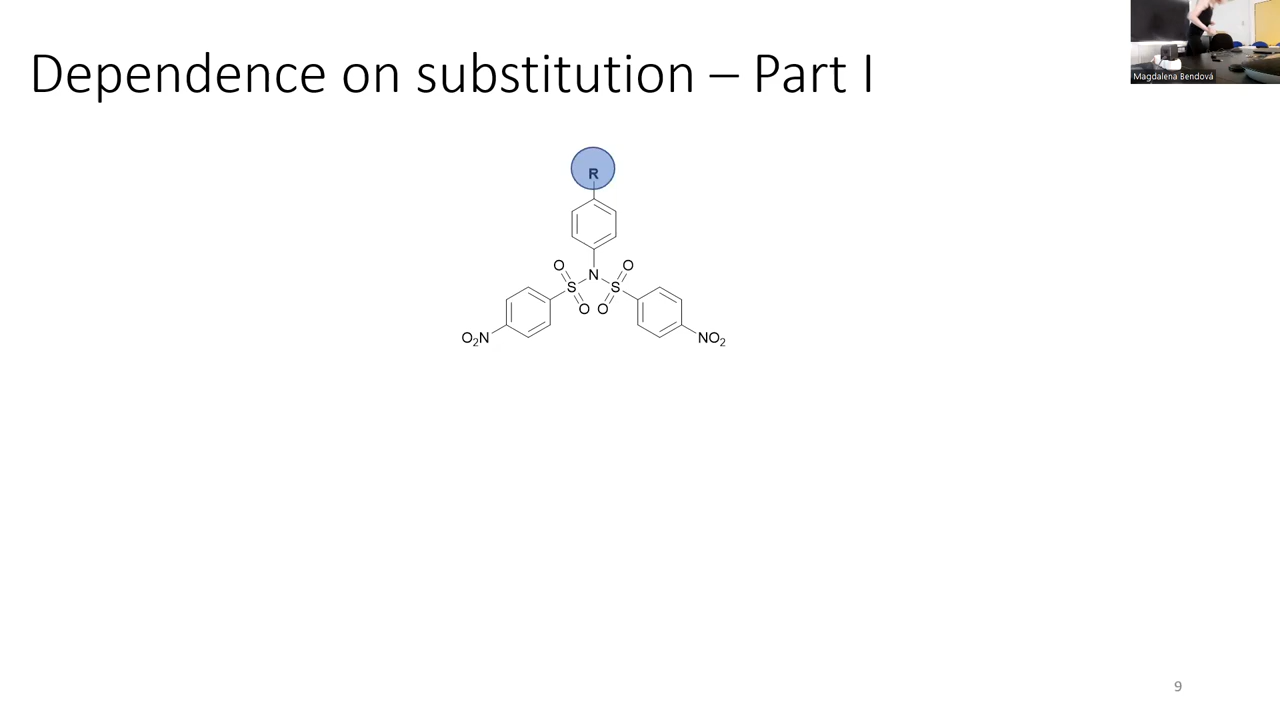 Dependence on substitution – Part I
Magdalena Bendová
R
O
N
O
S
S
O
O
O₂N
NO₂
9